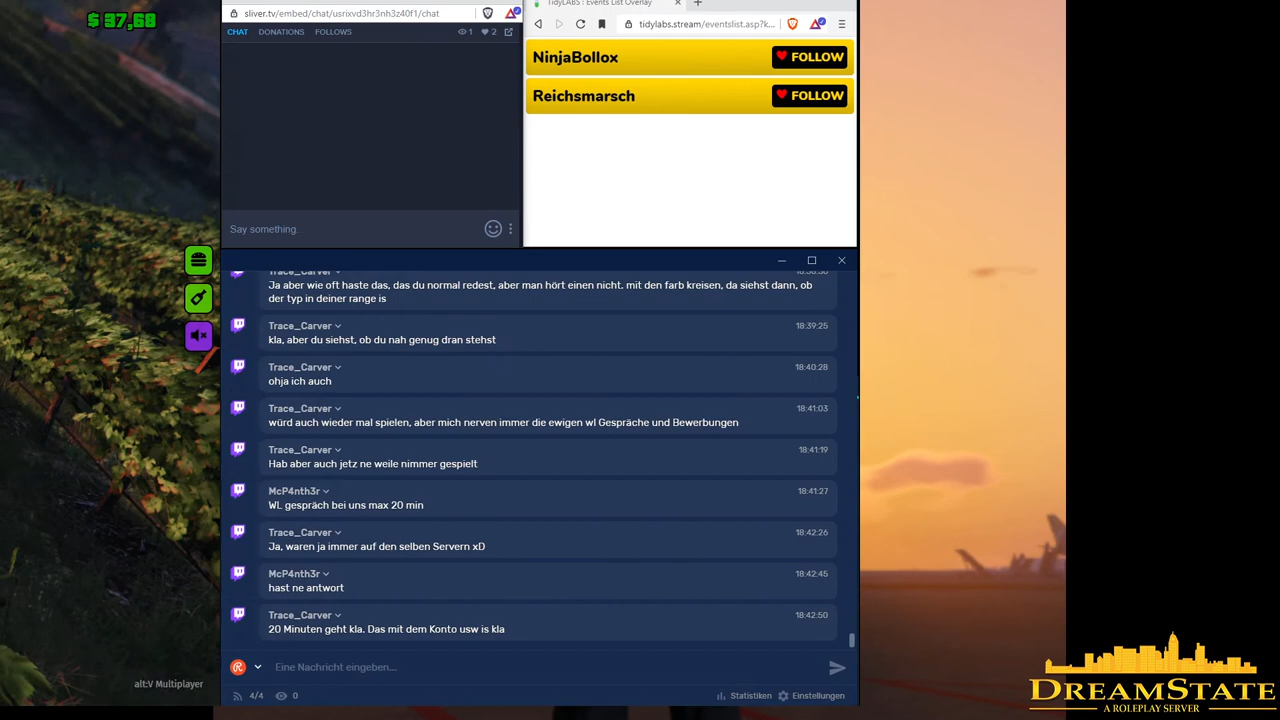 $ 37,68
sliver.tv/embed/chat/usrixvd3hr3nh3z40f1/chat
CHAT DONATIONS FOLLOWS 1 2
Say something.
TidyLABS : Events List Overlay
tidylabs.stream/eventslist.asp?k...
NinjaBollox FOLLOW
Reichsmarsch FOLLOW
Trace_Carver
Ja aber wie oft haste das, das du normal redest, aber man hört einen nicht. mit den farb kreisen, da siehst dann, ob
der typ in deiner range is
Trace_Carver 18:39:25
kla, aber du siehst, ob du nah genug dran stehst
Trace_Carver 18:40:28
ohja ich auch
Trace_Carver 18:41:03
würd auch wieder mal spielen, aber mich nerven immer die ewigen wl Gespräche und Bewerbungen
Trace_Carver 18:41:19
Hab aber auch jetz ne weile nimmer gespielt
McP4nth3r 18:41:27
WL gespräch bei uns max 20 min
Trace_Carver 18:42:26
Ja, waren ja immer auf den selben Servern xD
McP4nth3r 18:42:45
hast ne antwort
Trace_Carver 18:42:50
20 Minuten geht kla. Das mit dem Konto usw is kla
Eine Nachricht eingeben...
4/4 0 Statistiken Einstellungen
alt:V Multiplayer
DREAMSTATE
A ROLEPLAY SERVER